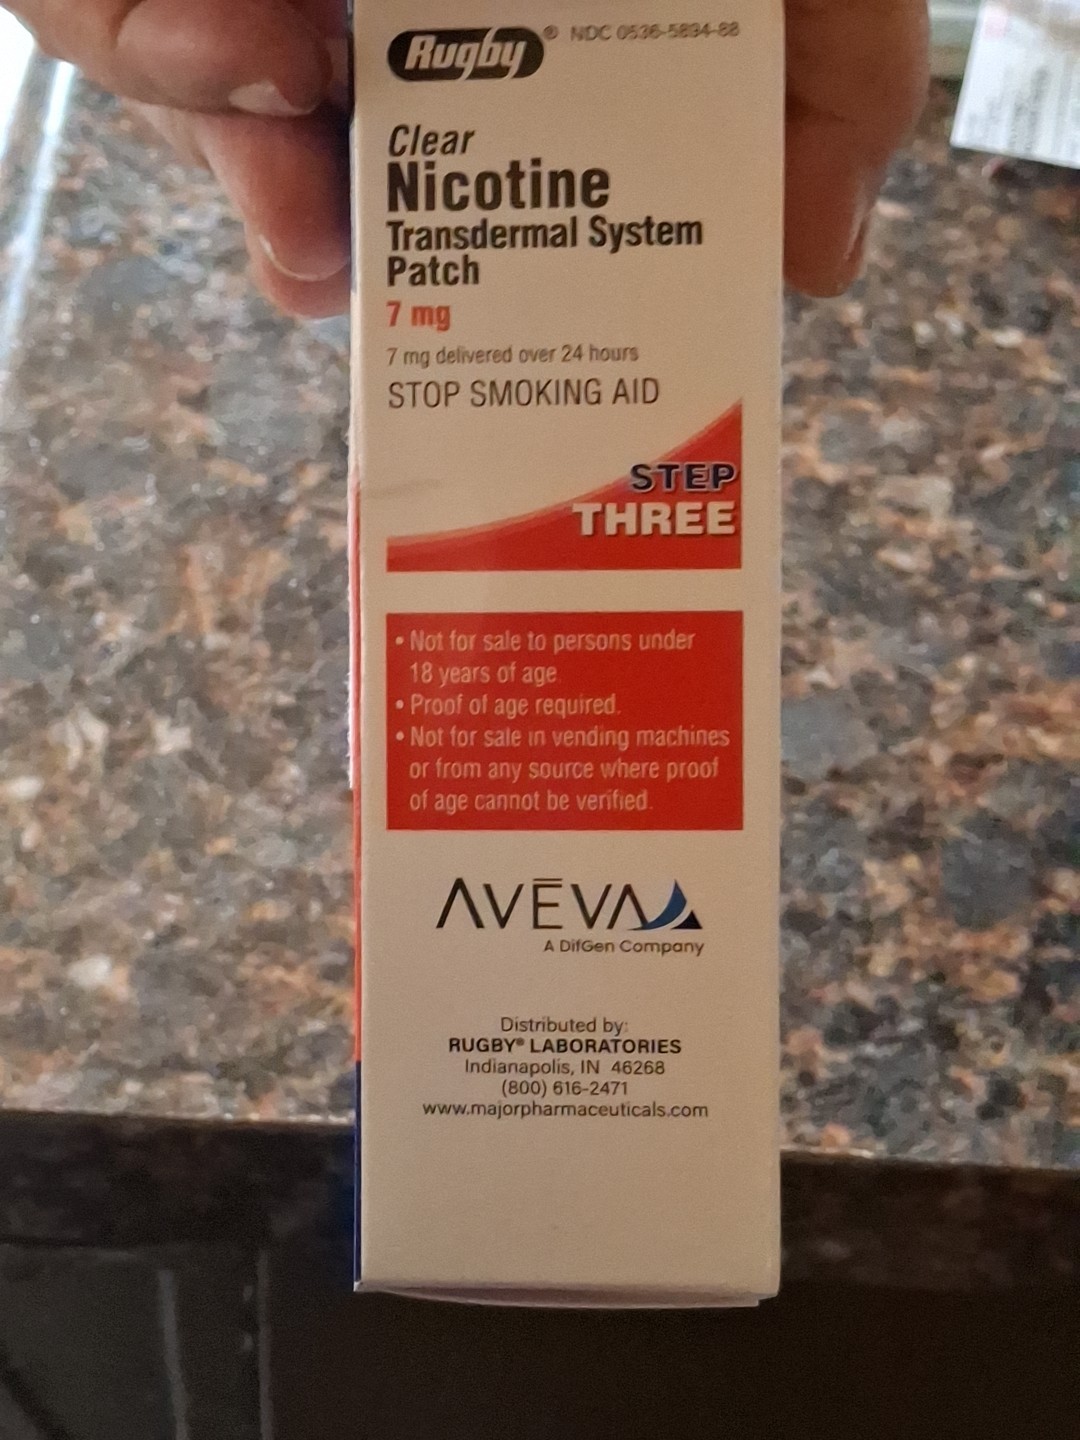 Rugby® NDC 0536-5894-88
Clear
Nicotine
Transdermal System
Patch
7 mg
7 mg delivered over 24 hours
STOP SMOKING AID
STEP
THREE
• Not for sale to persons under
18 years of age.
• Proof of age required.
• Not for sale in vending machines
or from any source where proof
of age cannot be verified.
AVĒVA
A DifGen Company
Distributed by:
RUGBY® LABORATORIES
Indianapolis, IN 46268
(800) 616-2471
www.majorpharmaceuticals.com